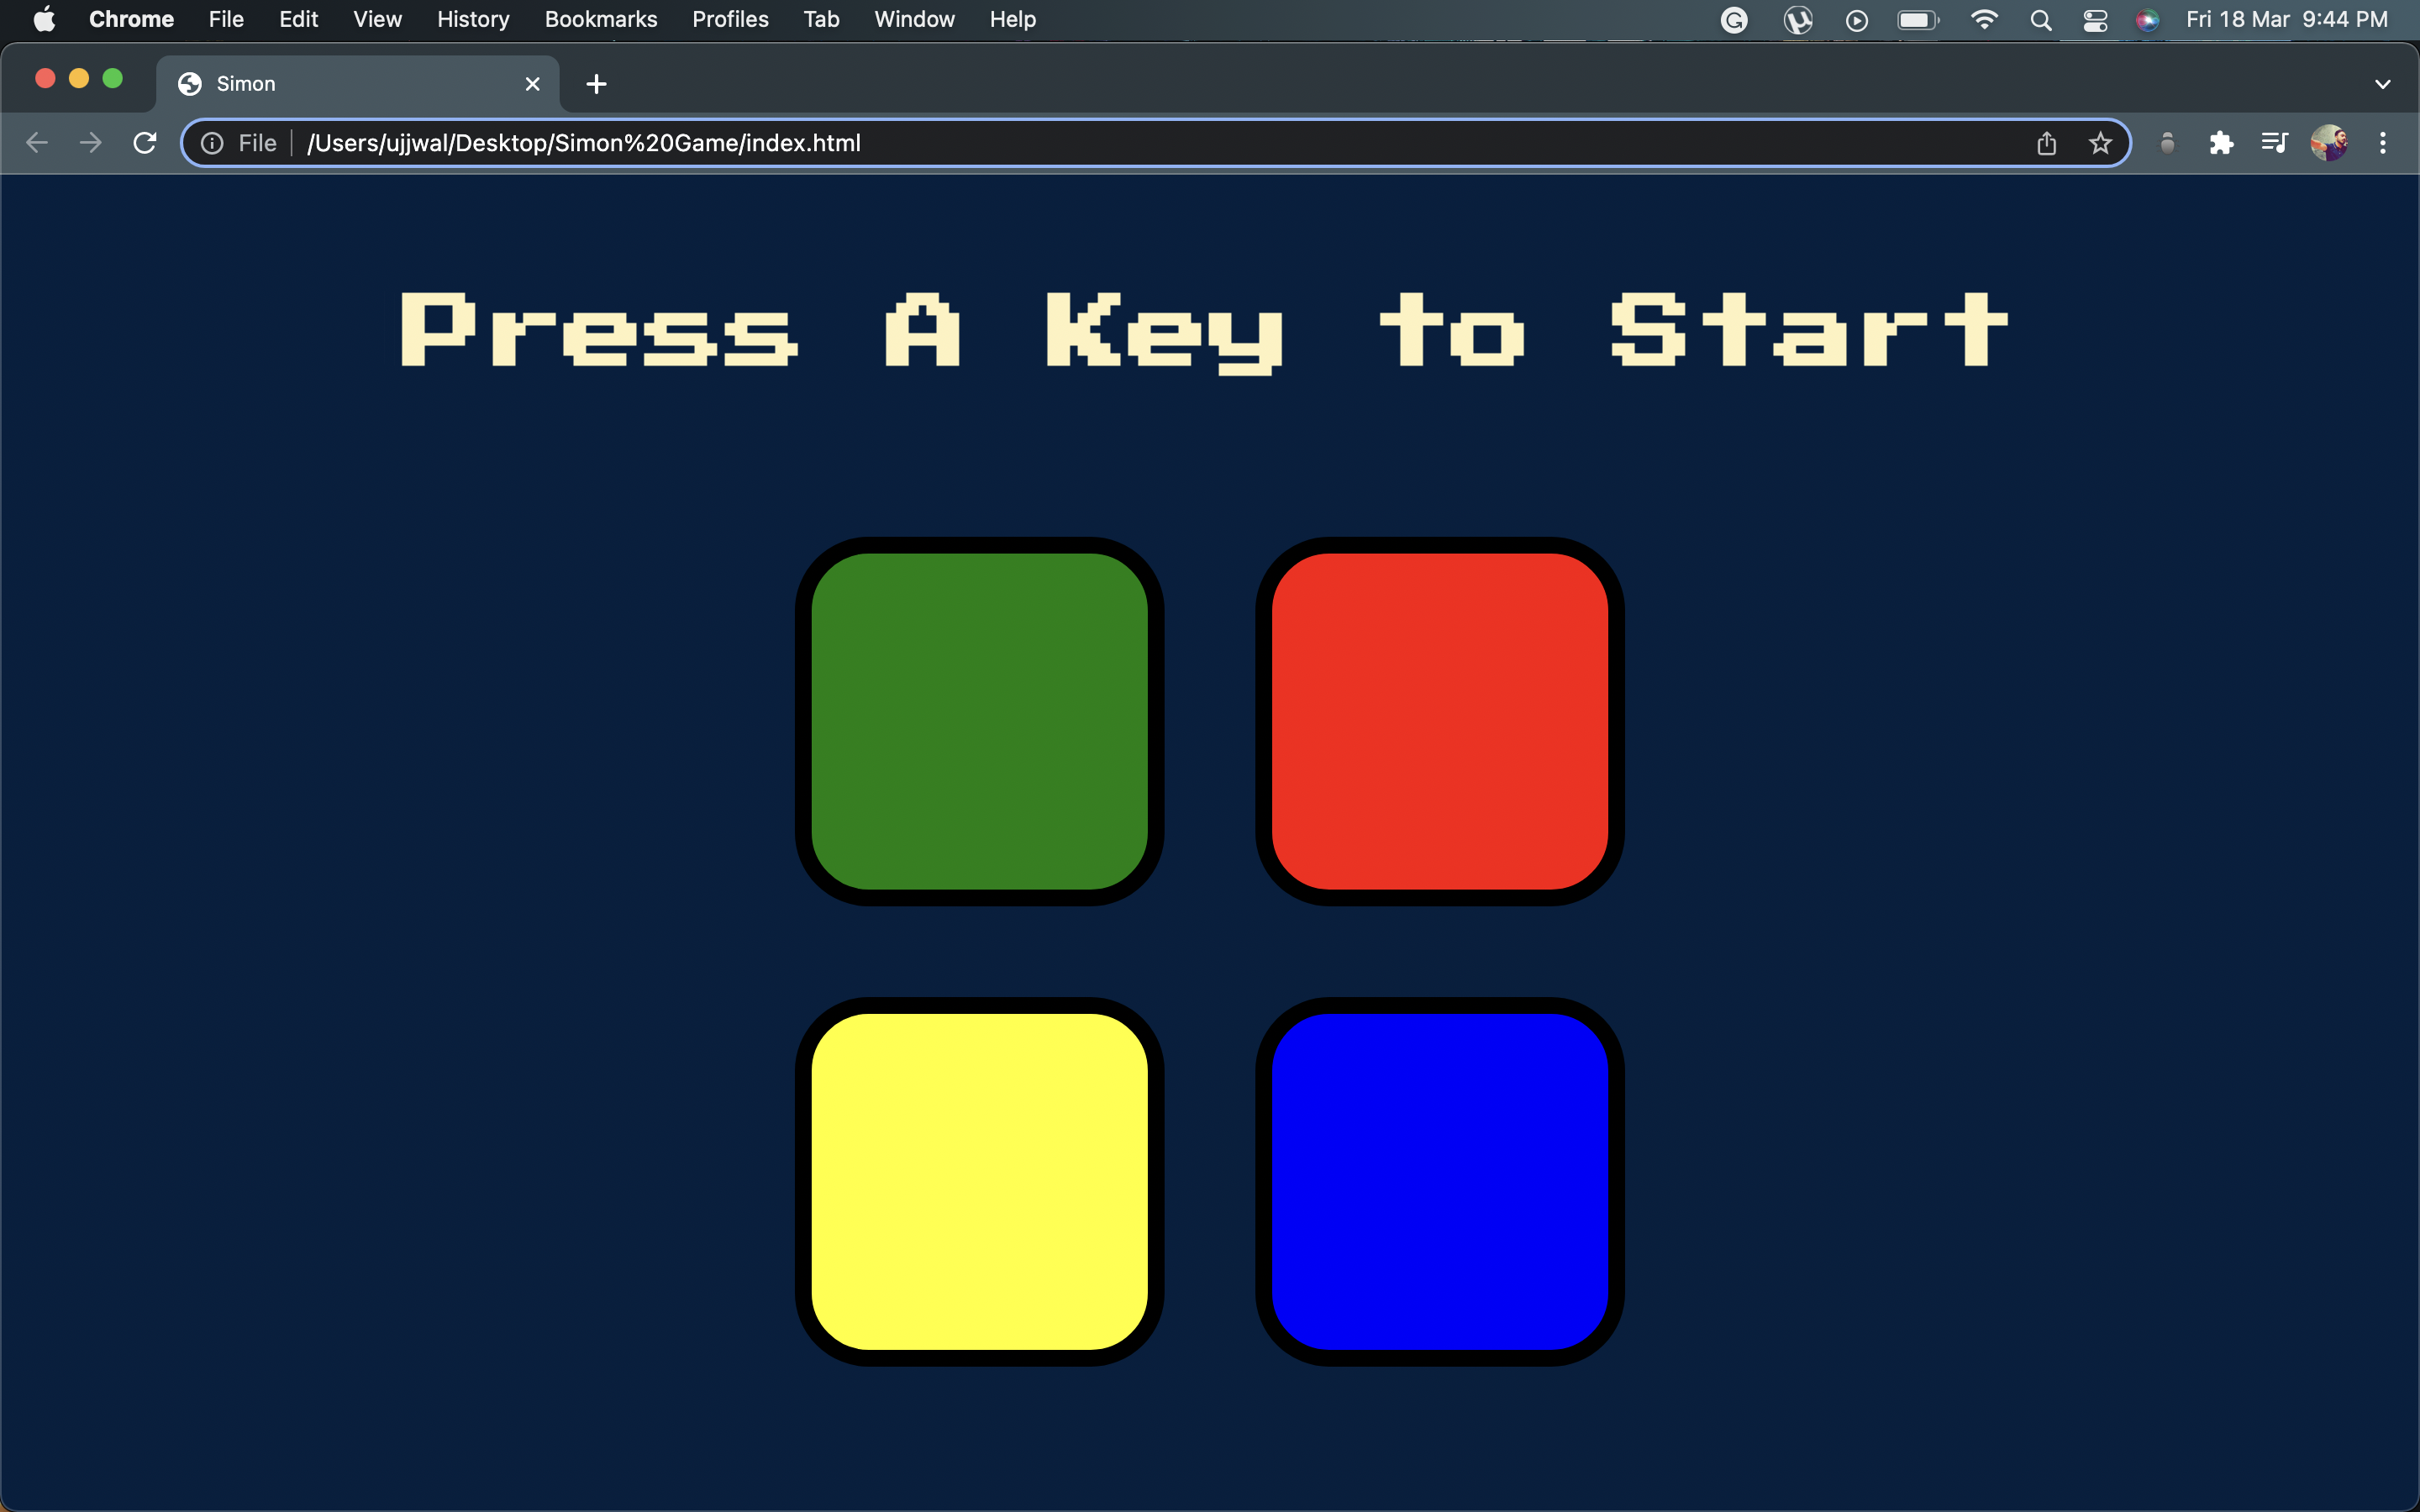 Chrome File Edit View History Bookmarks Profiles Tab Window Help Fri 18 Mar 9:44 PM
Simon
File /Users/ujjwal/Desktop/Simon%20Game/index.html
Press A Key to Start